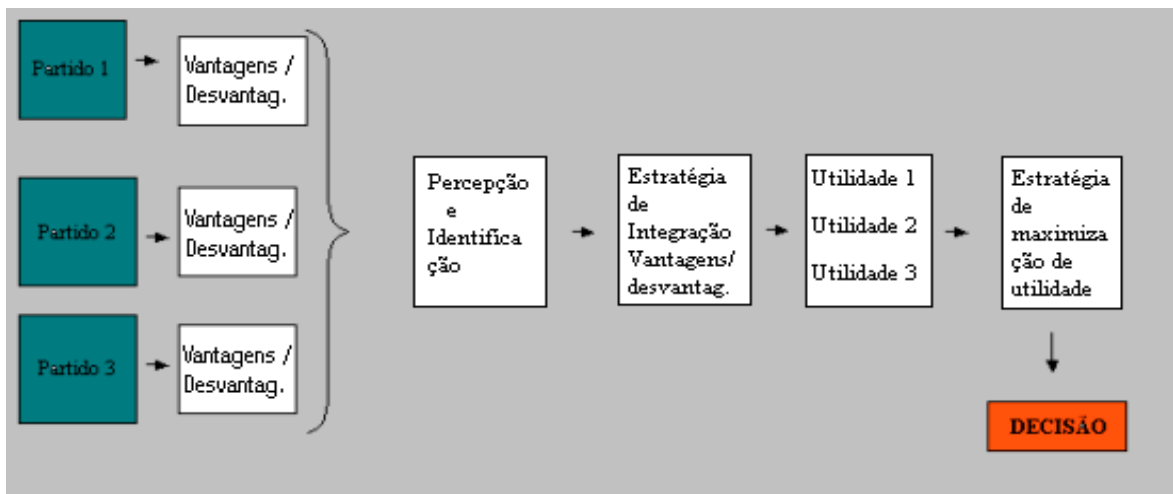 Partido 1
Vantagens /
Desvantag.
Partido 2
Vantagens /
Desvantag.
Partido 3
Vantagens /
Desvantag.
Percepção
e
Identifica
ção
Estratégia
de
Integração
Vantagens/
desvantag.
Utilidade 1
Utilidade 2
Utilidade 3
Estratégia
de
maximiza
ção de
utilidade
DECISÃO